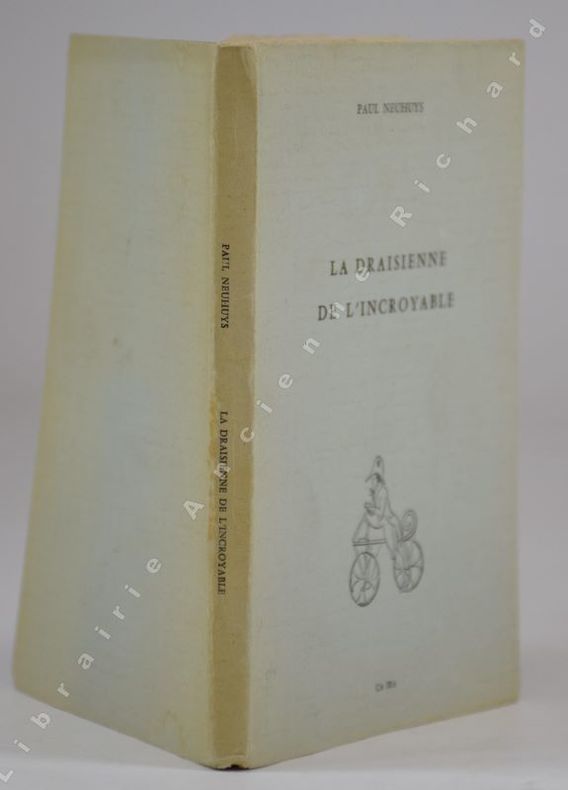 PAUL NEUHUYS
LA DRAISIENNE
DE L'INCROYABLE
PAUL NEUHUYS
LA DRAISIENNE DE L'INCROYABLE
Librairie Ancienne Richard